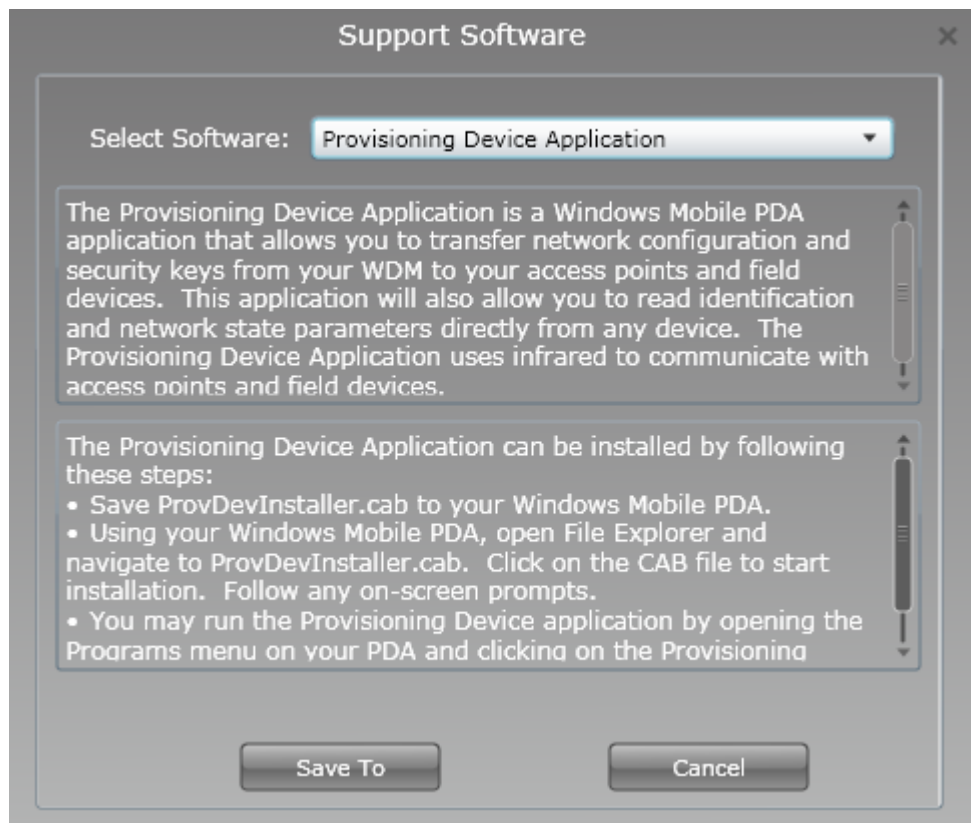 Support Software
Select Software: Provisioning Device Application
The Provisioning Device Application is a Windows Mobile PDA
application that allows you to transfer network configuration and
security keys from your WDM to your access points and field
devices.  This application will also allow you to read identification
and network state parameters directly from any device.  The
Provisioning Device Application uses infrared to communicate with
access points and field devices.
The Provisioning Device Application can be installed by following
these steps:
• Save ProvDevInstaller.cab to your Windows Mobile PDA.
• Using your Windows Mobile PDA, open File Explorer and
navigate to ProvDevInstaller.cab.  Click on the CAB file to start
installation.  Follow any on-screen prompts.
• You may run the Provisioning Device application by opening the
Programs menu on your PDA and clicking on the Provisioning
Save To Cancel